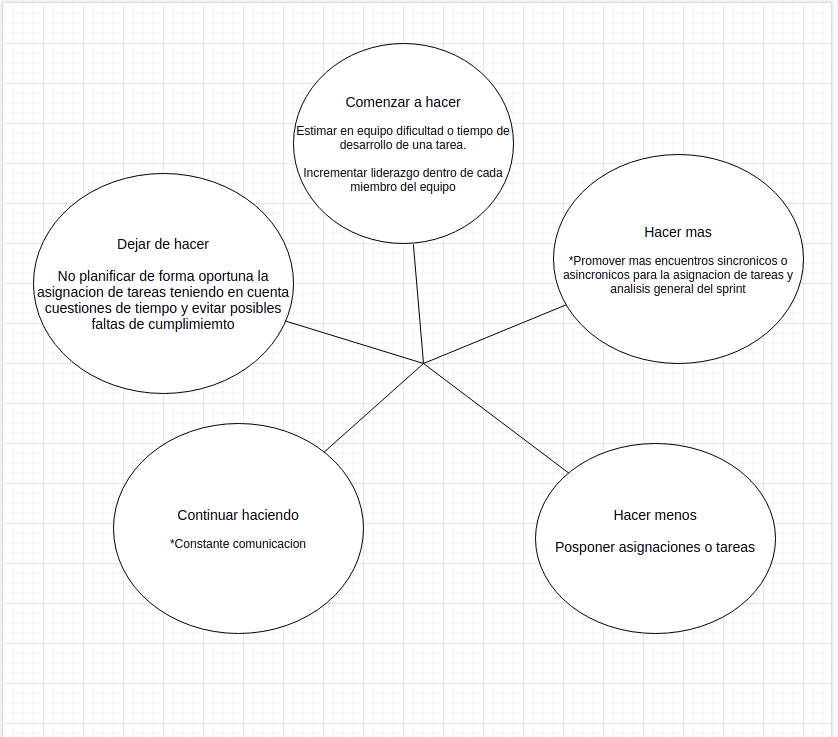 Comenzar a hacer
Estimar en equipo dificultad o tiempo de
desarrollo de una tarea.
Incrementar liderazgo dentro de cada
miembro del equipo
Hacer mas
*Promover mas encuentros sincronicos o
asincronicos para la asignacion de tareas y
analisis general del sprint
Dejar de hacer
No planificar de forma oportuna la
asignacion de tareas teniendo en cuenta
cuestiones de tiempo y evitar posibles
faltas de cumplimiemto
Continuar haciendo
*Constante comunicacion
Hacer menos
Posponer asignaciones o tareas